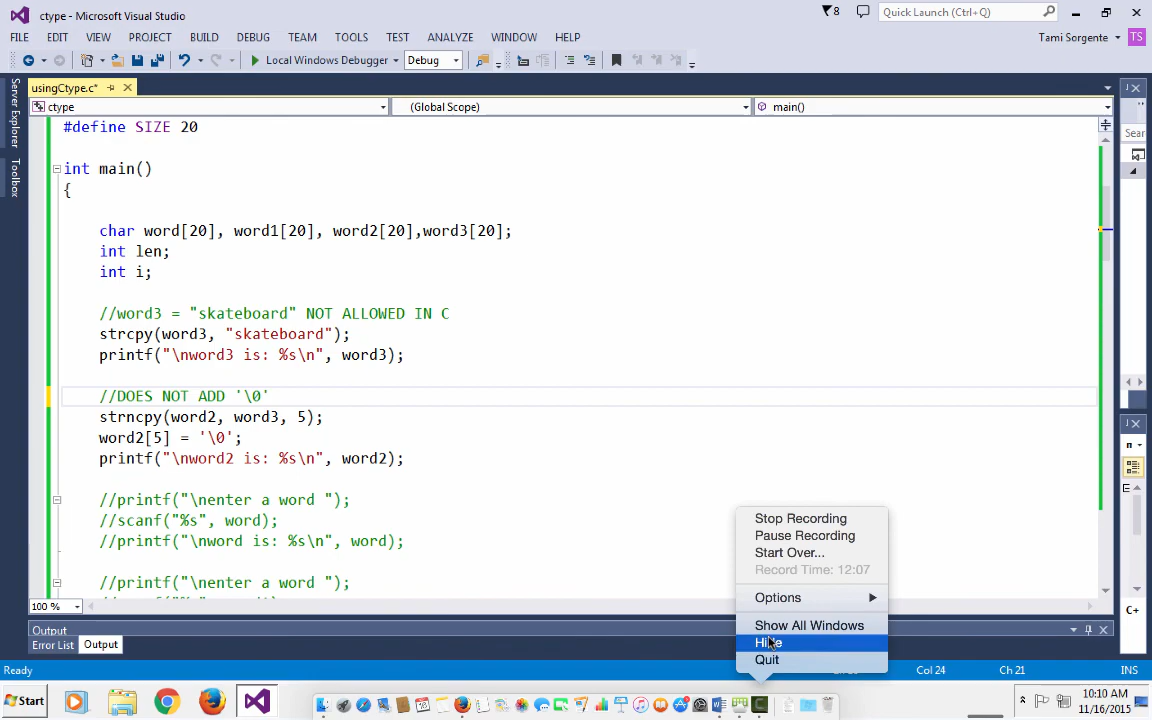 ctype - Microsoft Visual Studio
8
Quick Launch (Ctrl+Q)
FILE EDIT VIEW PROJECT BUILD DEBUG TEAM TOOLS TEST ANALYZE WINDOW HELP
Tami Sorgente TS
Local Windows Debugger Debug
usingCtype.c*
ctype (Global Scope) main()
Server Explorer
Toolbox
Sear
#define SIZE 20
int main()
{
char word[20], word1[20], word2[20],word3[20];
int len;
int i;
//word3 = "skateboard" NOT ALLOWED IN C
strcpy(word3, "skateboard");
printf("\nword3 is: %s\n", word3);
//DOES NOT ADD '\0'
strncpy(word2, word3, 5);
word2[5] = '\0';
printf("\nword2 is: %s\n", word2);
//printf("\nenter a word ");
//scanf("%s", word);
//printf("\nword is: %s\n", word);
//printf("\nenter a word ");
Stop Recording
Pause Recording
Start Over...
Record Time: 12:07
Options
Show All Windows
Hide
Quit
100 %
C+
Output
Error List Output
Ready Col 24 Ch 21 INS
Start
10:10 AM
11/16/2015